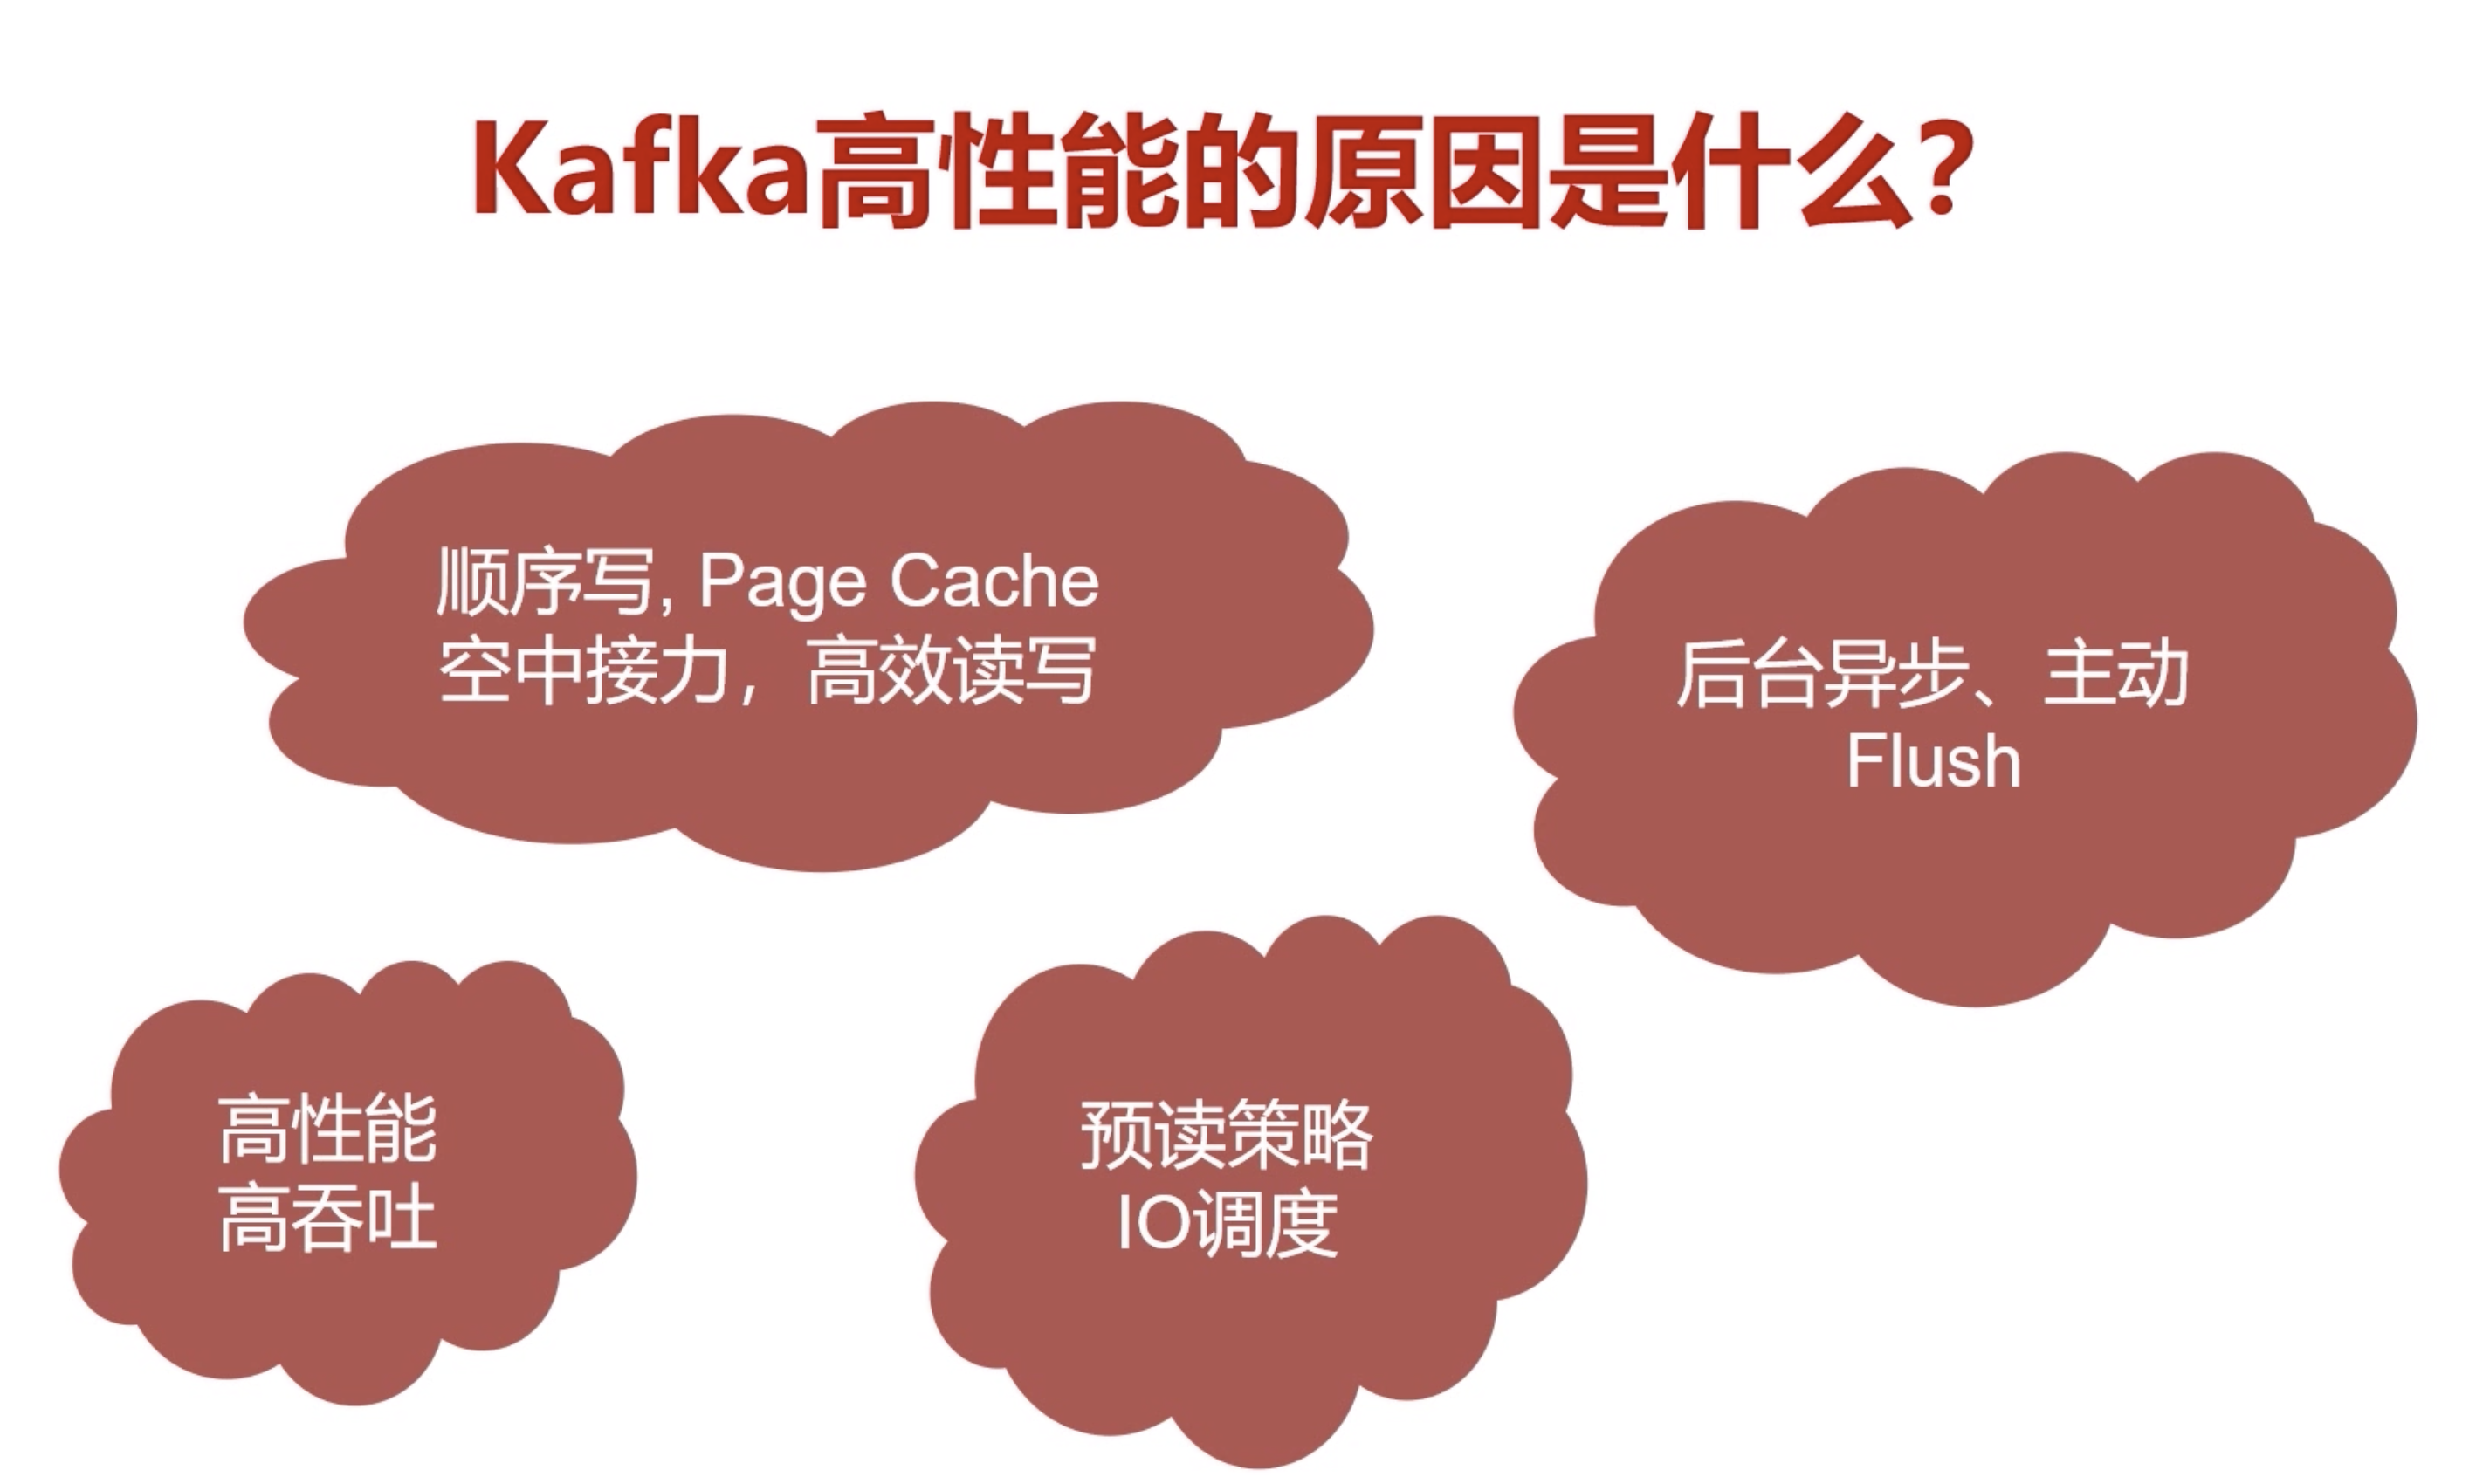 Kafka高性能的原因是什么?
顺序写, Page Cache
空中接力，高效读写
后台异步、主动
Flush
高性能
高吞吐
预读策略
IO调度